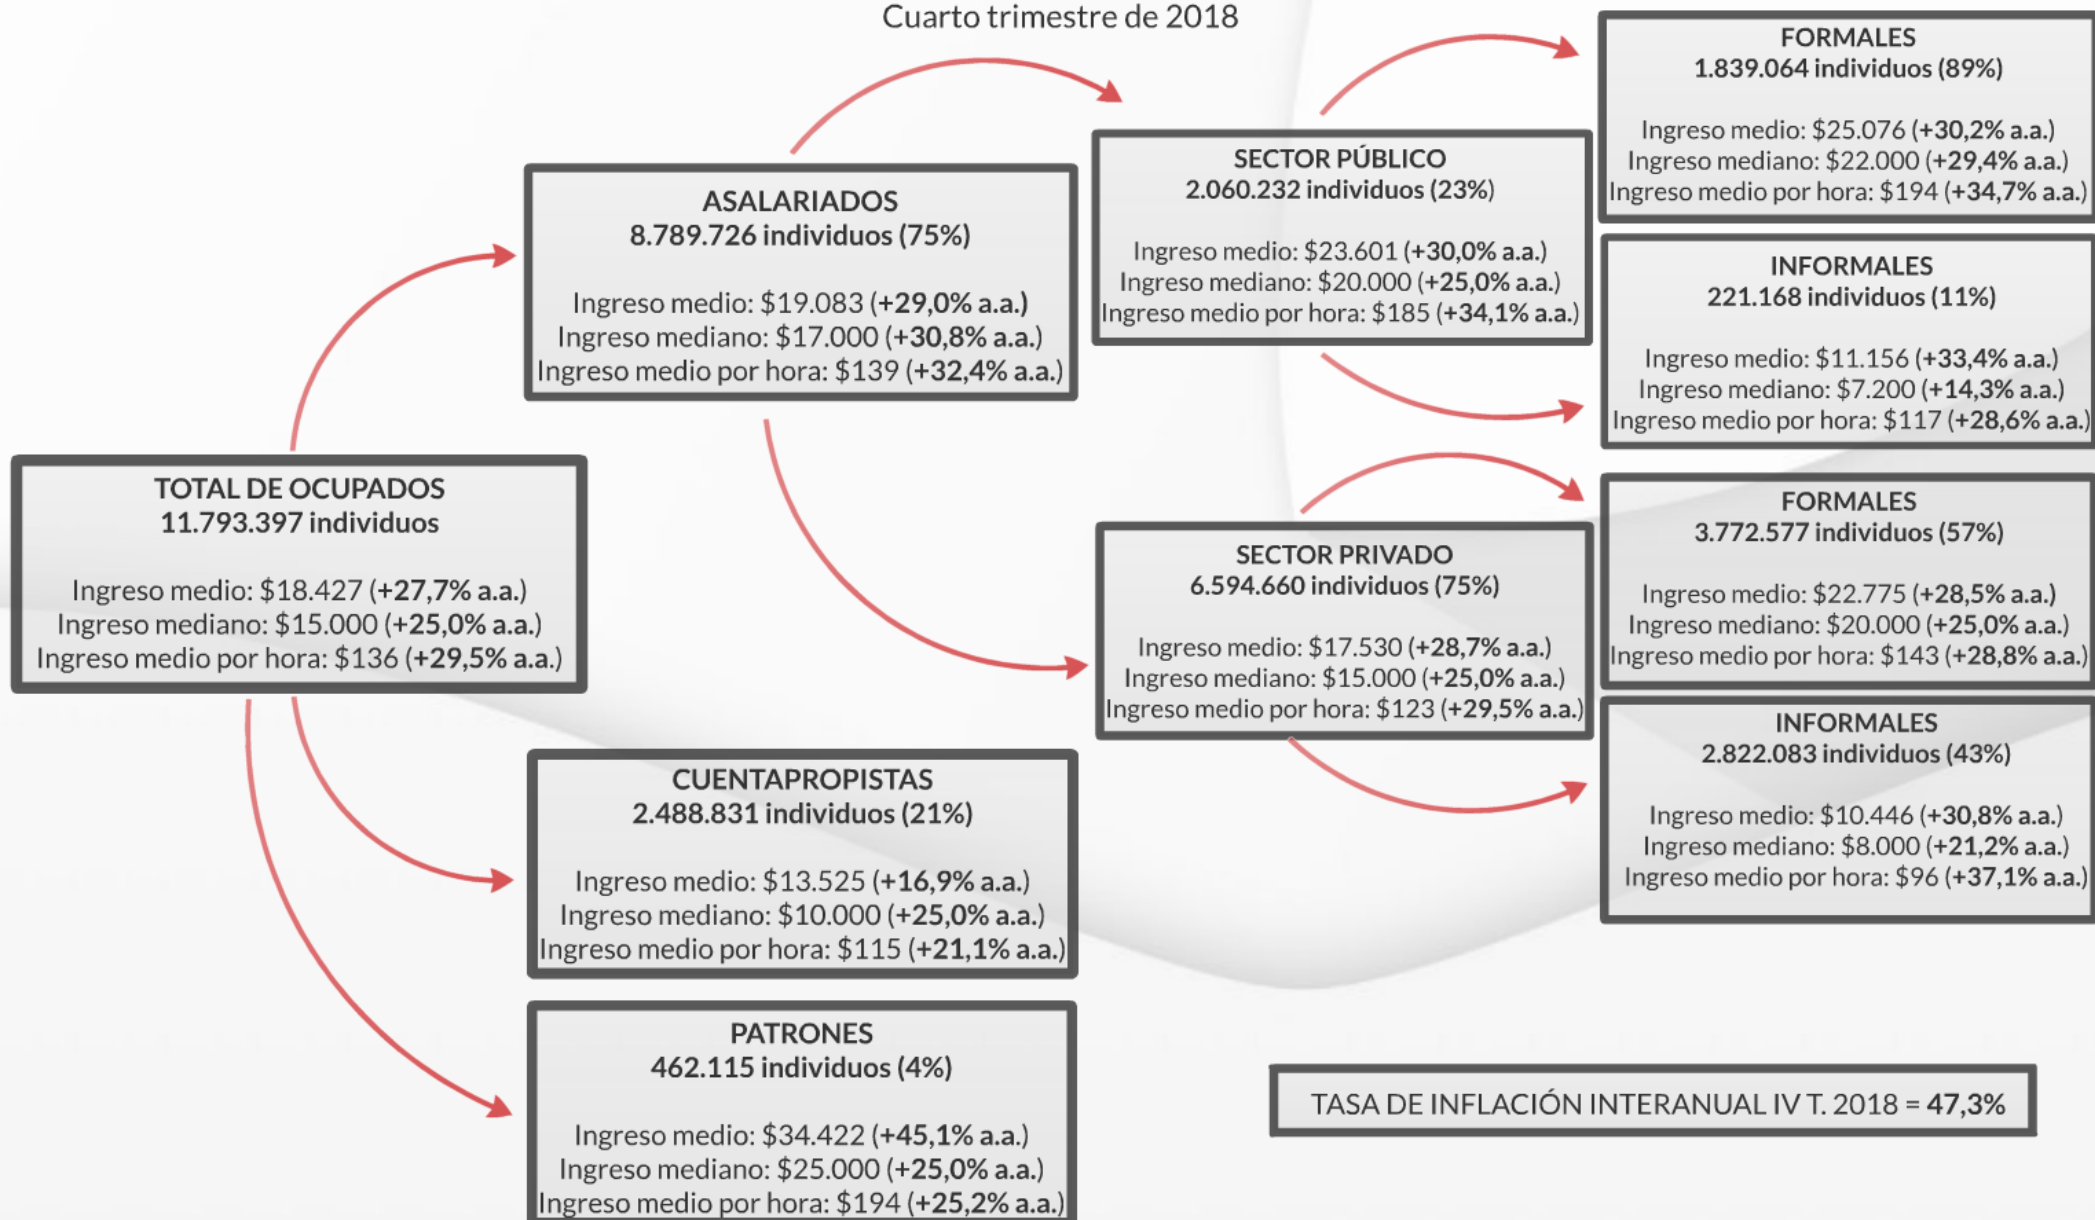 Cuarto trimestre de 2018
TOTAL DE OCUPADOS
11.793.397 individuos
Ingreso medio: $18.427 (+27,7% a.a.)
Ingreso mediano: $15.000 (+25,0% a.a.)
Ingreso medio por hora: $136 (+29,5% a.a.)
ASALARIADOS
8.789.726 individuos (75%)
Ingreso medio: $19.083 (+29,0% a.a.)
Ingreso mediano: $17.000 (+30,8% a.a.)
Ingreso medio por hora: $139 (+32,4% a.a.)
CUENTAPROPISTAS
2.488.831 individuos (21%)
Ingreso medio: $13.525 (+16,9% a.a.)
Ingreso mediano: $10.000 (+25,0% a.a.)
Ingreso medio por hora: $115 (+21,1% a.a.)
PATRONES
462.115 individuos (4%)
Ingreso medio: $34.422 (+45,1% a.a.)
Ingreso mediano: $25.000 (+25,0% a.a.)
Ingreso medio por hora: $194 (+25,2% a.a.)
SECTOR PÚBLICO
2.060.232 individuos (23%)
Ingreso medio: $23.601 (+30,0% a.a.)
Ingreso mediano: $20.000 (+25,0% a.a.)
Ingreso medio por hora: $185 (+34,1% a.a.)
SECTOR PRIVADO
6.594.660 individuos (75%)
Ingreso medio: $17.530 (+28,7% a.a.)
Ingreso mediano: $15.000 (+25,0% a.a.)
Ingreso medio por hora: $123 (+29,5% a.a.)
FORMALES
1.839.064 individuos (89%)
Ingreso medio: $25.076 (+30,2% a.a.)
Ingreso mediano: $22.000 (+29,4% a.a.)
Ingreso medio por hora: $194 (+34,7% a.a.)
INFORMALES
221.168 individuos (11%)
Ingreso medio: $11.156 (+33,4% a.a.)
Ingreso mediano: $7.200 (+14,3% a.a.)
Ingreso medio por hora: $117 (+28,6% a.a.)
FORMALES
3.772.577 individuos (57%)
Ingreso medio: $22.775 (+28,5% a.a.)
Ingreso mediano: $20.000 (+25,0% a.a.)
Ingreso medio por hora: $143 (+28,8% a.a.)
INFORMALES
2.822.083 individuos (43%)
Ingreso medio: $10.446 (+30,8% a.a.)
Ingreso mediano: $8.000 (+21,2% a.a.)
Ingreso medio por hora: $96 (+37,1% a.a.)
TASA DE INFLACIÓN INTERANUAL IV T. 2018 = 47,3%